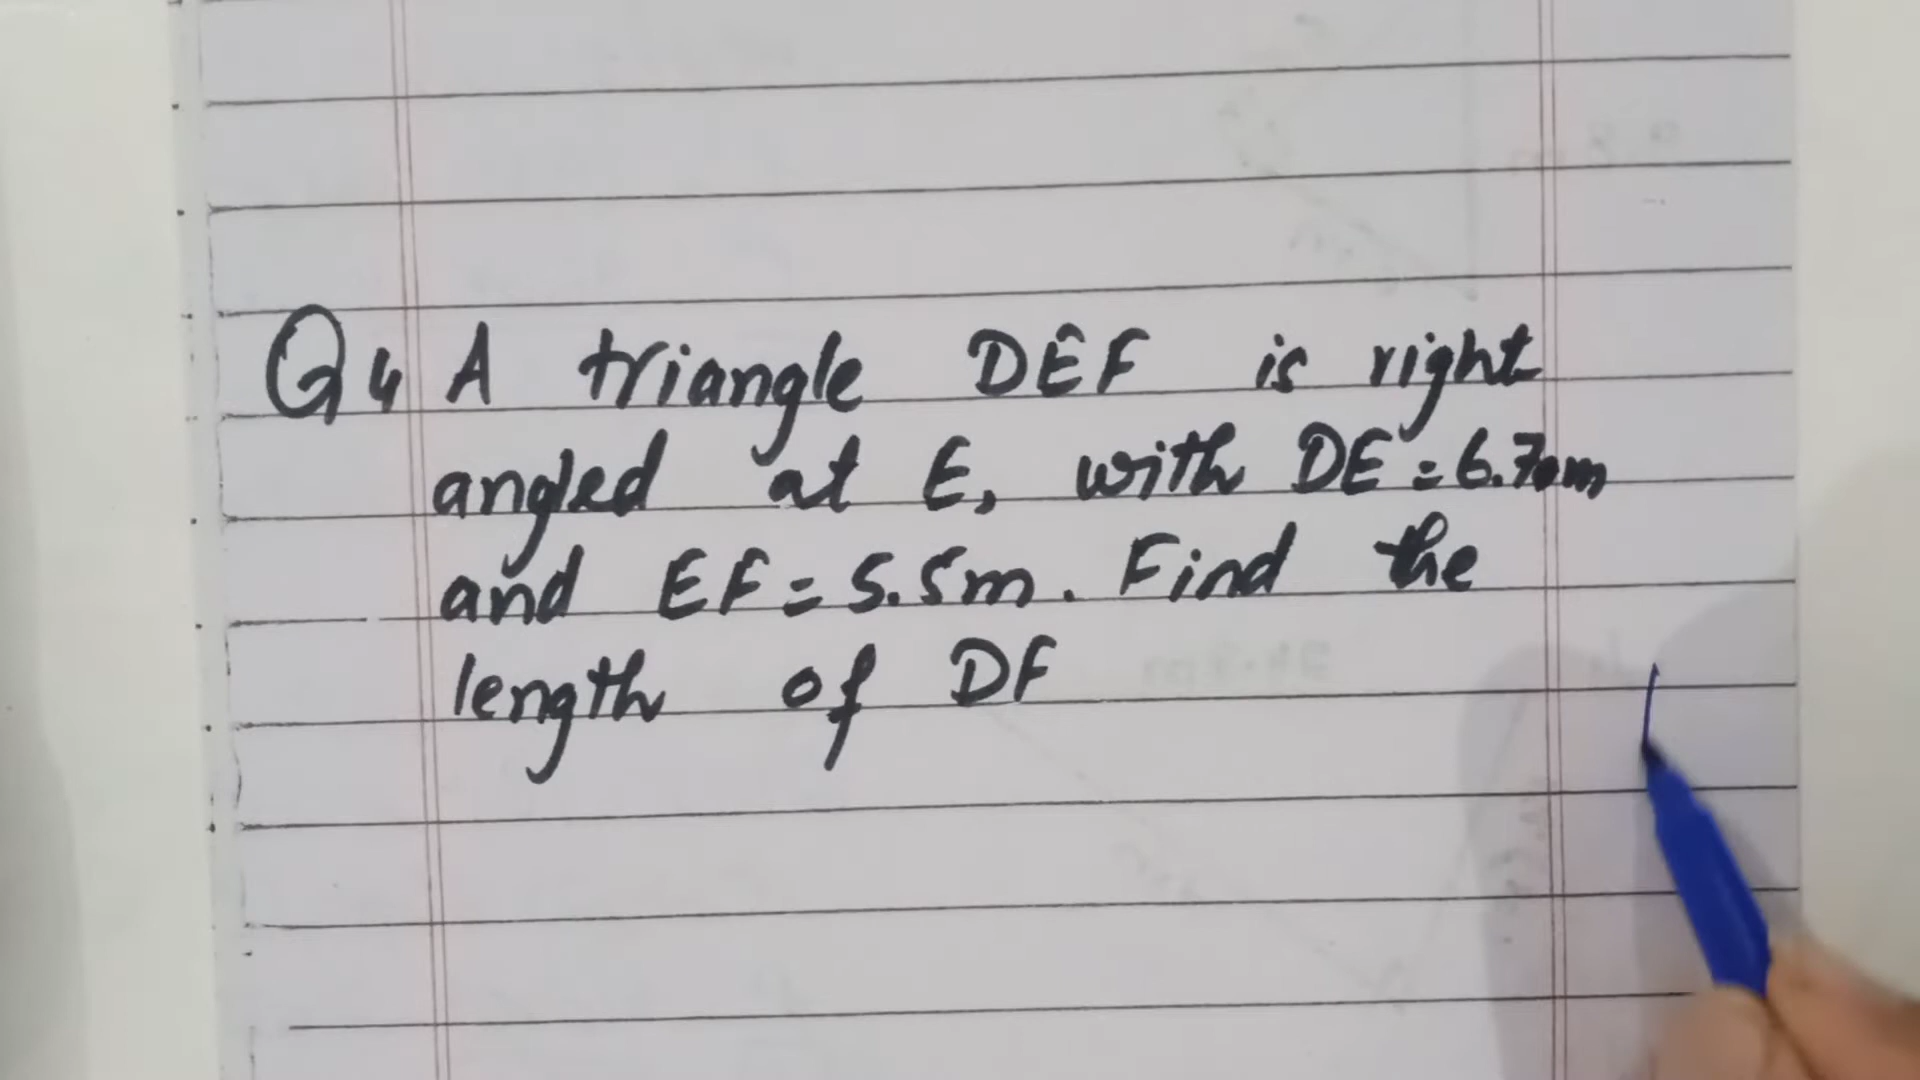 Q4 A triangle DÊF is right
angled at E, with DE = 6.7m
and EF = 5.5m. Find the
length of DF